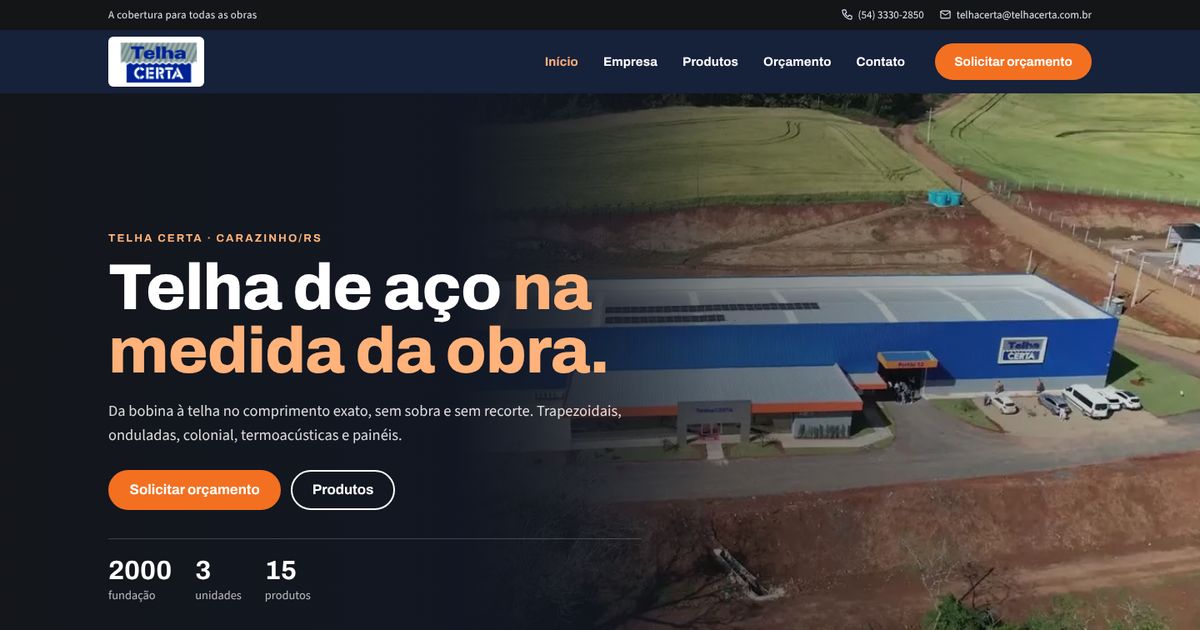 A cobertura para todas as obras
(54) 3330-2850
telhacerta@telhacerta.com.br
Telha
CERTA
Início
Empresa
Produtos
Orçamento
Contato
Solicitar orçamento
TELHA CERTA · CARAZINHO/RS
Telha de aço na
medida da obra.
Da bobina à telha no comprimento exato, sem sobra e sem recorte. Trapezoidais,
onduladas, colonial, termoacústicas e painéis.
Solicitar orçamento
Produtos
2000
3
15
fundação
unidades
produtos
Telha
CERTA